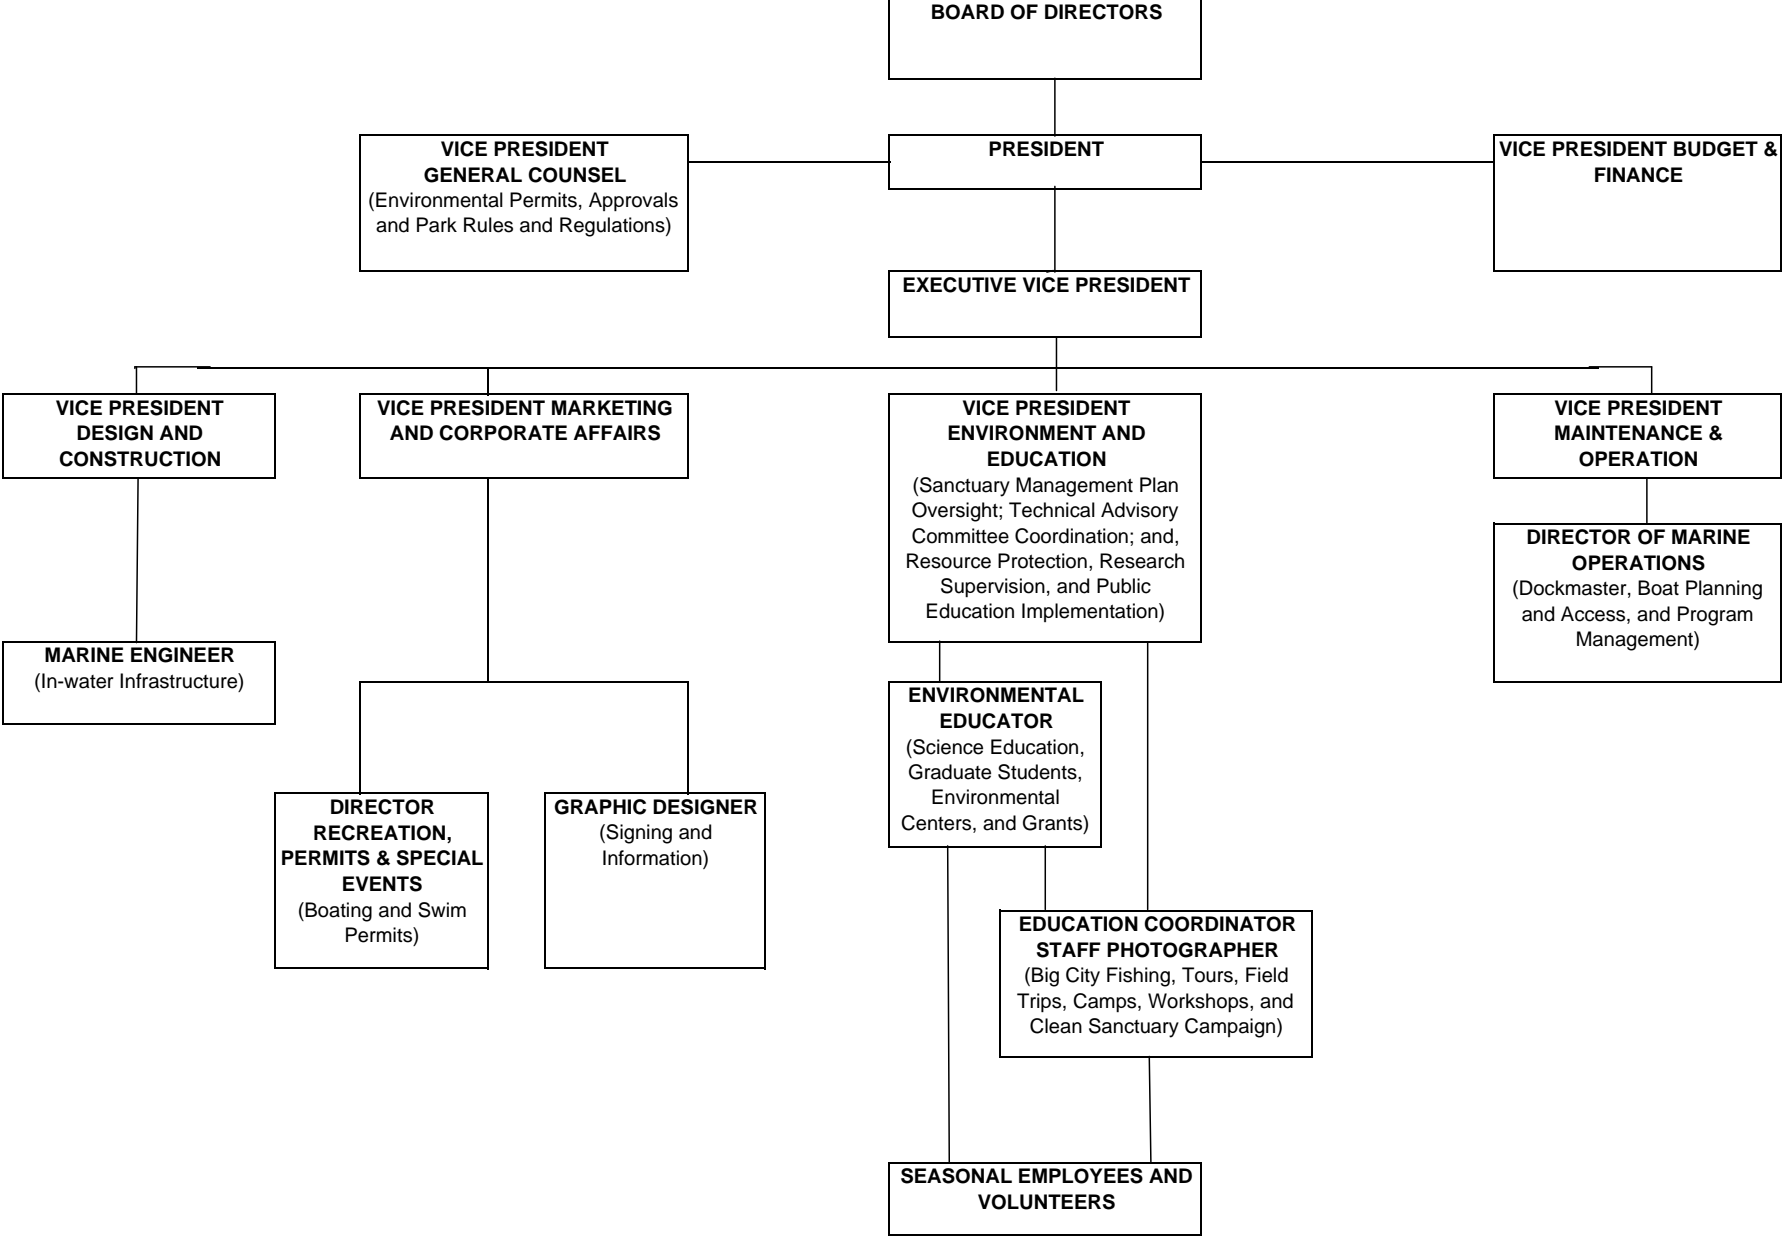 BOARD OF DIRECTORS
VICE PRESIDENT
GENERAL COUNSEL
(Environmental Permits, Approvals
and Park Rules and Regulations)
PRESIDENT
VICE PRESIDENT BUDGET &
FINANCE
EXECUTIVE VICE PRESIDENT
VICE PRESIDENT
DESIGN AND
CONSTRUCTION
VICE PRESIDENT MARKETING
AND CORPORATE AFFAIRS
VICE PRESIDENT
ENVIRONMENT AND
EDUCATION
(Sanctuary Management Plan
Oversight; Technical Advisory
Committee Coordination; and,
Resource Protection, Research
Supervision, and Public
Education Implementation)
VICE PRESIDENT
MAINTENANCE &
OPERATION
DIRECTOR OF MARINE
OPERATIONS
(Dockmaster, Boat Planning
and Access, and Program
Management)
MARINE ENGINEER
(In-water Infrastructure)
ENVIRONMENTAL
EDUCATOR
(Science Education,
Graduate Students,
Environmental
Centers, and Grants)
DIRECTOR
RECREATION,
PERMITS & SPECIAL
EVENTS
(Boating and Swim
Permits)
GRAPHIC DESIGNER
(Signing and
Information)
EDUCATION COORDINATOR
STAFF PHOTOGRAPHER
(Big City Fishing, Tours, Field
Trips, Camps, Workshops, and
Clean Sanctuary Campaign)
SEASONAL EMPLOYEES AND
VOLUNTEERS